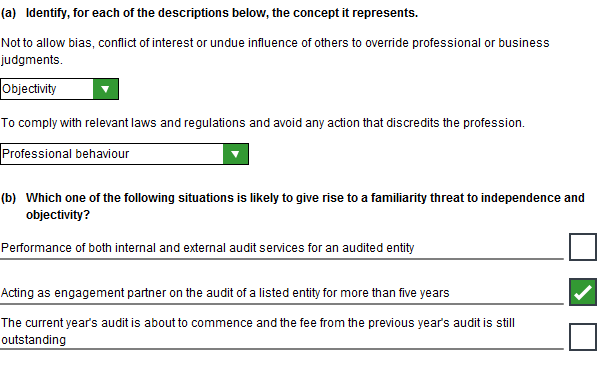 (a) Identify, for each of the descriptions below, the concept it represents.
Not to allow bias, conflict of interest or undue influence of others to override professional or business
judgments.
Objectivity
To comply with relevant laws and regulations and avoid any action that discredits the profession.
Professional behaviour
(b) Which one of the following situations is likely to give rise to a familiarity threat to independence and
objectivity?
Performance of both internal and external audit services for an audited entity
Acting as engagement partner on the audit of a listed entity for more than five years
The current year's audit is about to commence and the fee from the previous year's audit is still
outstanding